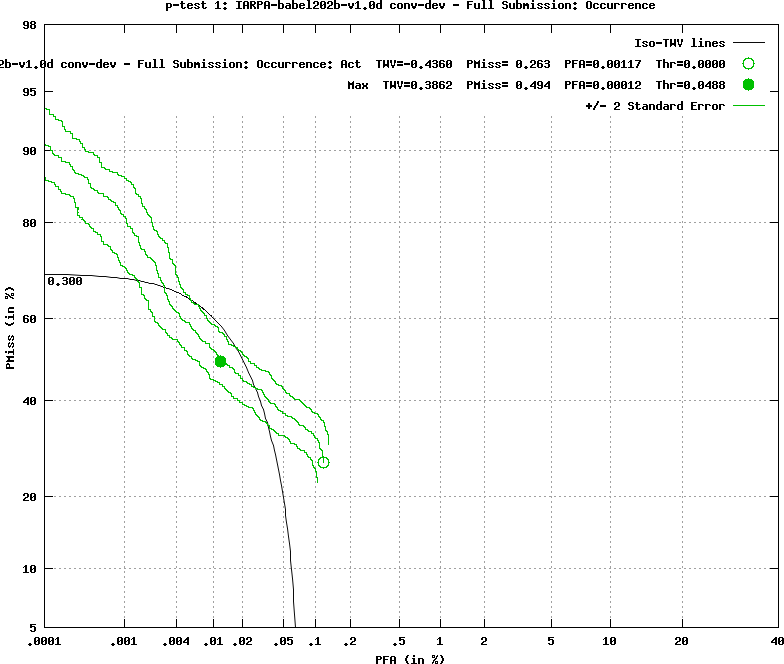 p-test 1: IARPA-babel202b-v1.0d conv-dev - Full Submission: Occurrence
98
Iso-TWV lines
2b-v1.0d conv-dev - Full Submission: Occurrence: Act TWV=-0.4360 PMiss= 0.263 PFA=0.00117 Thr=0.0000
Max TWV=0.3862 PMiss= 0.494 PFA=0.00012 Thr=0.0488
95
+/- 2 Standard Error
90
80
0.300
60
PMiss (in %)
40
20
10
5
.0001 .001 .004 .01 .02 .05 .1 .2 .5 1 2 5 10 20 40
PFA (in %)